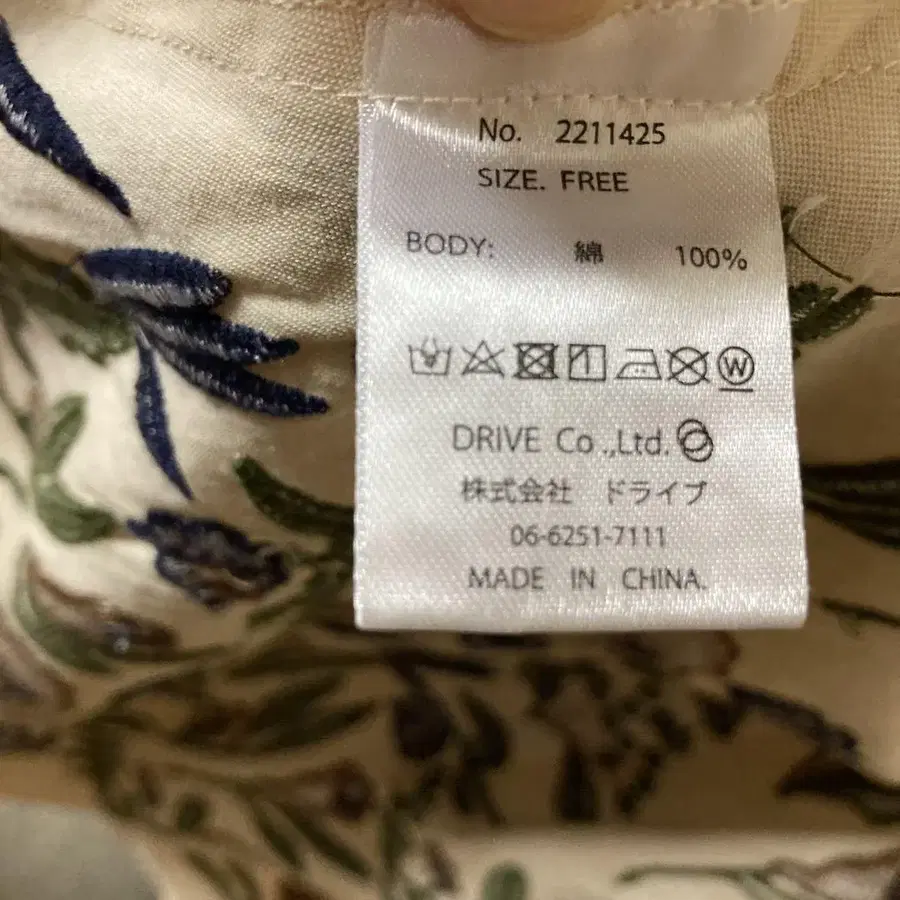 No. 2211425
SIZE. FREE
BODY: 綿 100%
W
DRIVE Co.,Ltd.
株式会社 ドライブ
06-6251-7111
MADE IN CHINA.